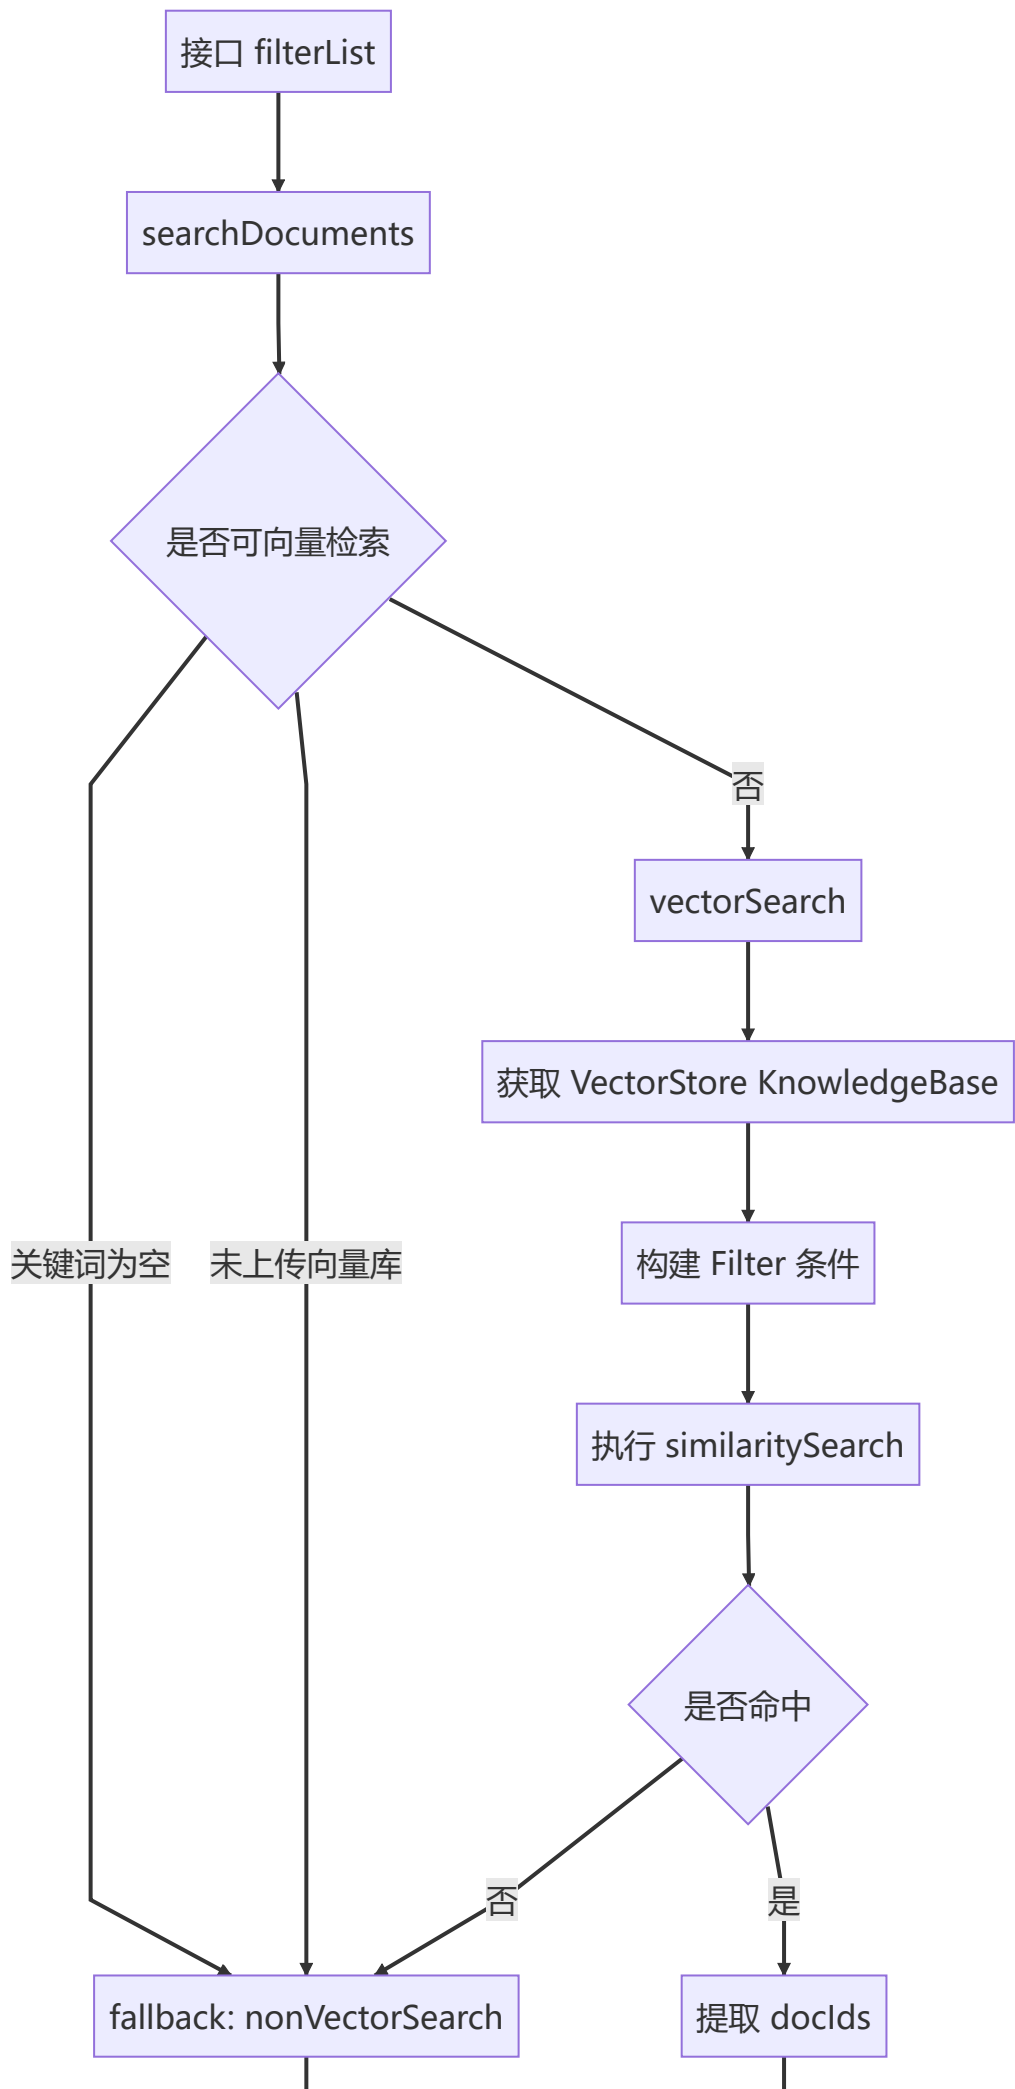 接口 filterList
searchDocuments
是否可向量检索
否
vectorSearch
获取 VectorStore KnowledgeBase
关键词为空
未上传向量库
构建 Filter 条件
执行 similaritySearch
是否命中
否
是
fallback: nonVectorSearch
提取 docIds